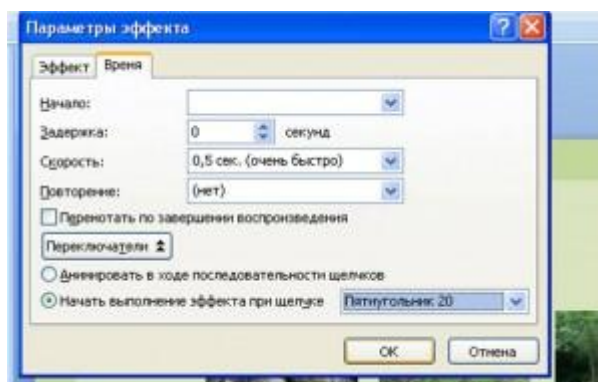 Параметры эффекта
Эффект Время
Начало:
Задержка: 0 секунд
Скорость: 0,5 сек. (очень быстро)
Повторение: (нет)
Перемотать по завершении воспроизведения
Переключатели
Анимировать в ходе последовательности щелчков
Начать выполнение эффекта при щелчке Пятиугольник 20
ОК Отмена